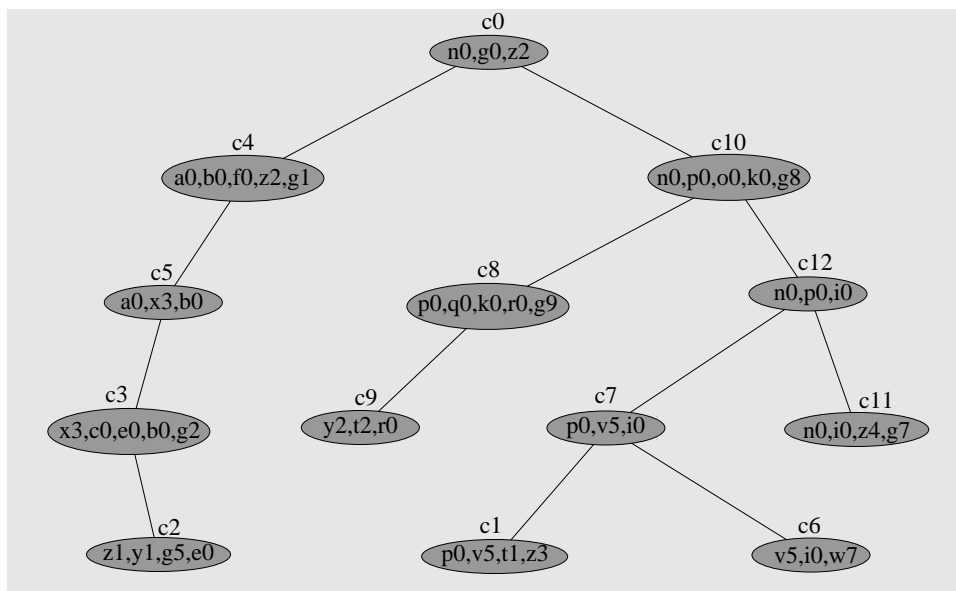 c0
n0,g0,z2
c4
a0,b0,f0,z2,g1
c10
n0,p0,o0,k0,g8
c5
a0,x3,b0
c8
p0,q0,k0,r0,g9
c12
n0,p0,i0
c3
x3,c0,e0,b0,g2
c9
y2,t2,r0
c7
p0,v5,i0
c11
n0,i0,z4,g7
c2
z1,y1,g5,e0
c1
p0,v5,t1,z3
c6
v5,i0,w7